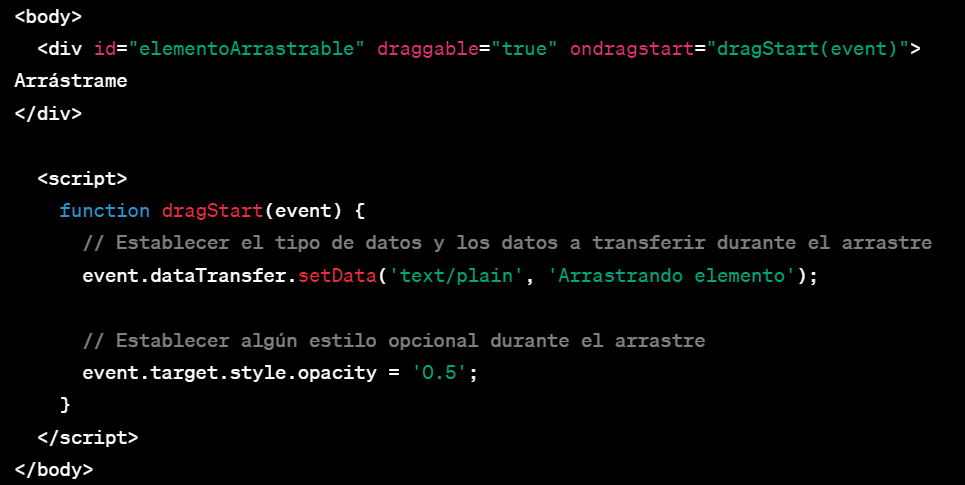 <body>
<div id="elementoArrastrable" draggable="true" ondragstart="dragStart(event)">
Arrástrame
</div>
<script>
function dragStart(event) {
// Establecer el tipo de datos y los datos a transferir durante el arrastre
event.dataTransfer.setData('text/plain', 'Arrastrando elemento');
// Establecer algún estilo opcional durante el arrastre
event.target.style.opacity = '0.5';
}
</script>
</body>